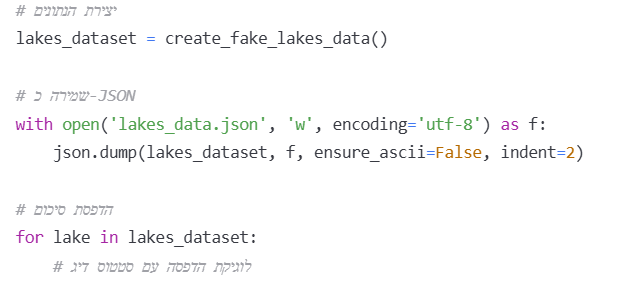 # יצירת הנתונים
lakes_dataset = create_fake_lakes_data()
# שמירה כ-JSON
with open('lakes_data.json', 'w', encoding='utf-8') as f:
json.dump(lakes_dataset, f, ensure_ascii=False, indent=2)
# הדפסת סיכום
for lake in lakes_dataset:
# לוגיקת הדפסה עם סטטוס דיג